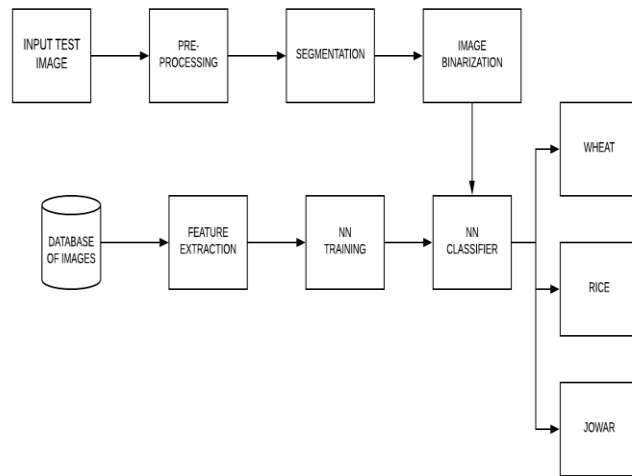 INPUT TEST
IMAGE
PRE-
PROCESSING
SEGMENTATION
IMAGE
BINARIZATION
WHEAT
DATABASE
OF IMAGES
FEATURE
EXTRACTION
NN
TRAINING
NN
CLASSIFIER
RICE
JOWAR